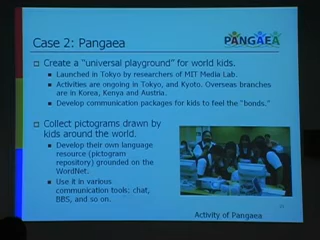 Case 2: Pangaea
PANGAEA
Create a “universal playground” for world kids.
Launched in Tokyo by researchers of MIT Media Lab.
Activities are ongoing in Tokyo, and Kyoto. Overseas branches
are in Korea, Kenya and Austria.
Develop communication packages for kids to feel the “bonds.”
Collect pictograms drawn by
kids around the world.
Develop their own language
resource (pictogram
repository) grounded on the
WordNet.
Use it in various
communication tools: chat,
BBS, and so on.
Activity of Pangaea